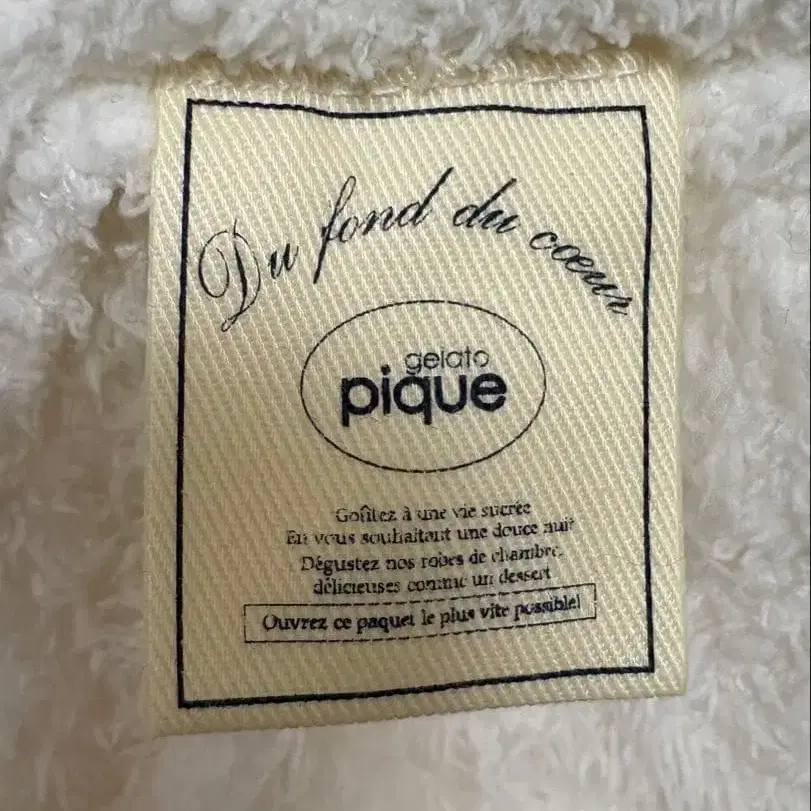 Du fond du cœur
gelato
pique
Goûtez à une vie sucrée
En vous souhaitant une douce nuit
Dégustez nos robes de chambre,
délicieuses comme un dessert
Ouvrez ce paquet le plus vite possible!